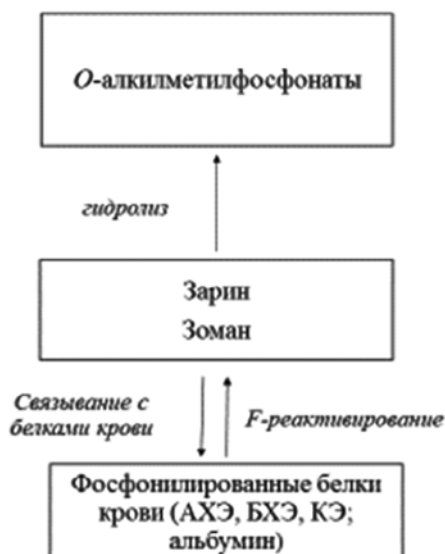 О-алкилметилфосфонаты
гидролиз
Зарин
Зоман
Связывание с
белками крови
F-реактивирование
Фосфонилированные белки
крови (АХЭ, БХЭ, КЭ;
альбумин)